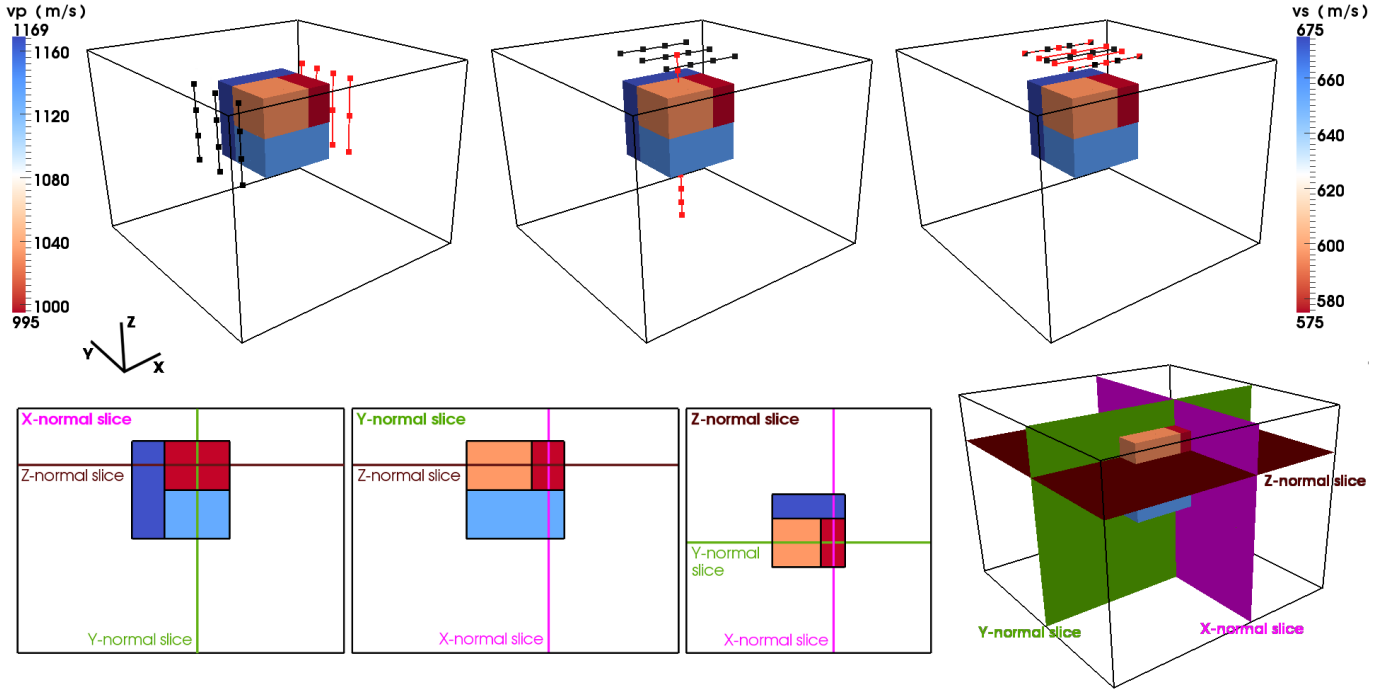 vp (m/s)
1169
1160
1120
1080
1040
1000
995
vs (m/s)
675
660
640
620
600
580
575
Z
Y
X
X-normal slice
Z-normal slice
Y-normal slice
Y-normal slice
Z-normal slice
X-normal slice
Z-normal slice
Y-normal
slice
X-normal slice
Z-normal slice
Y-normal slice
X-normal slice